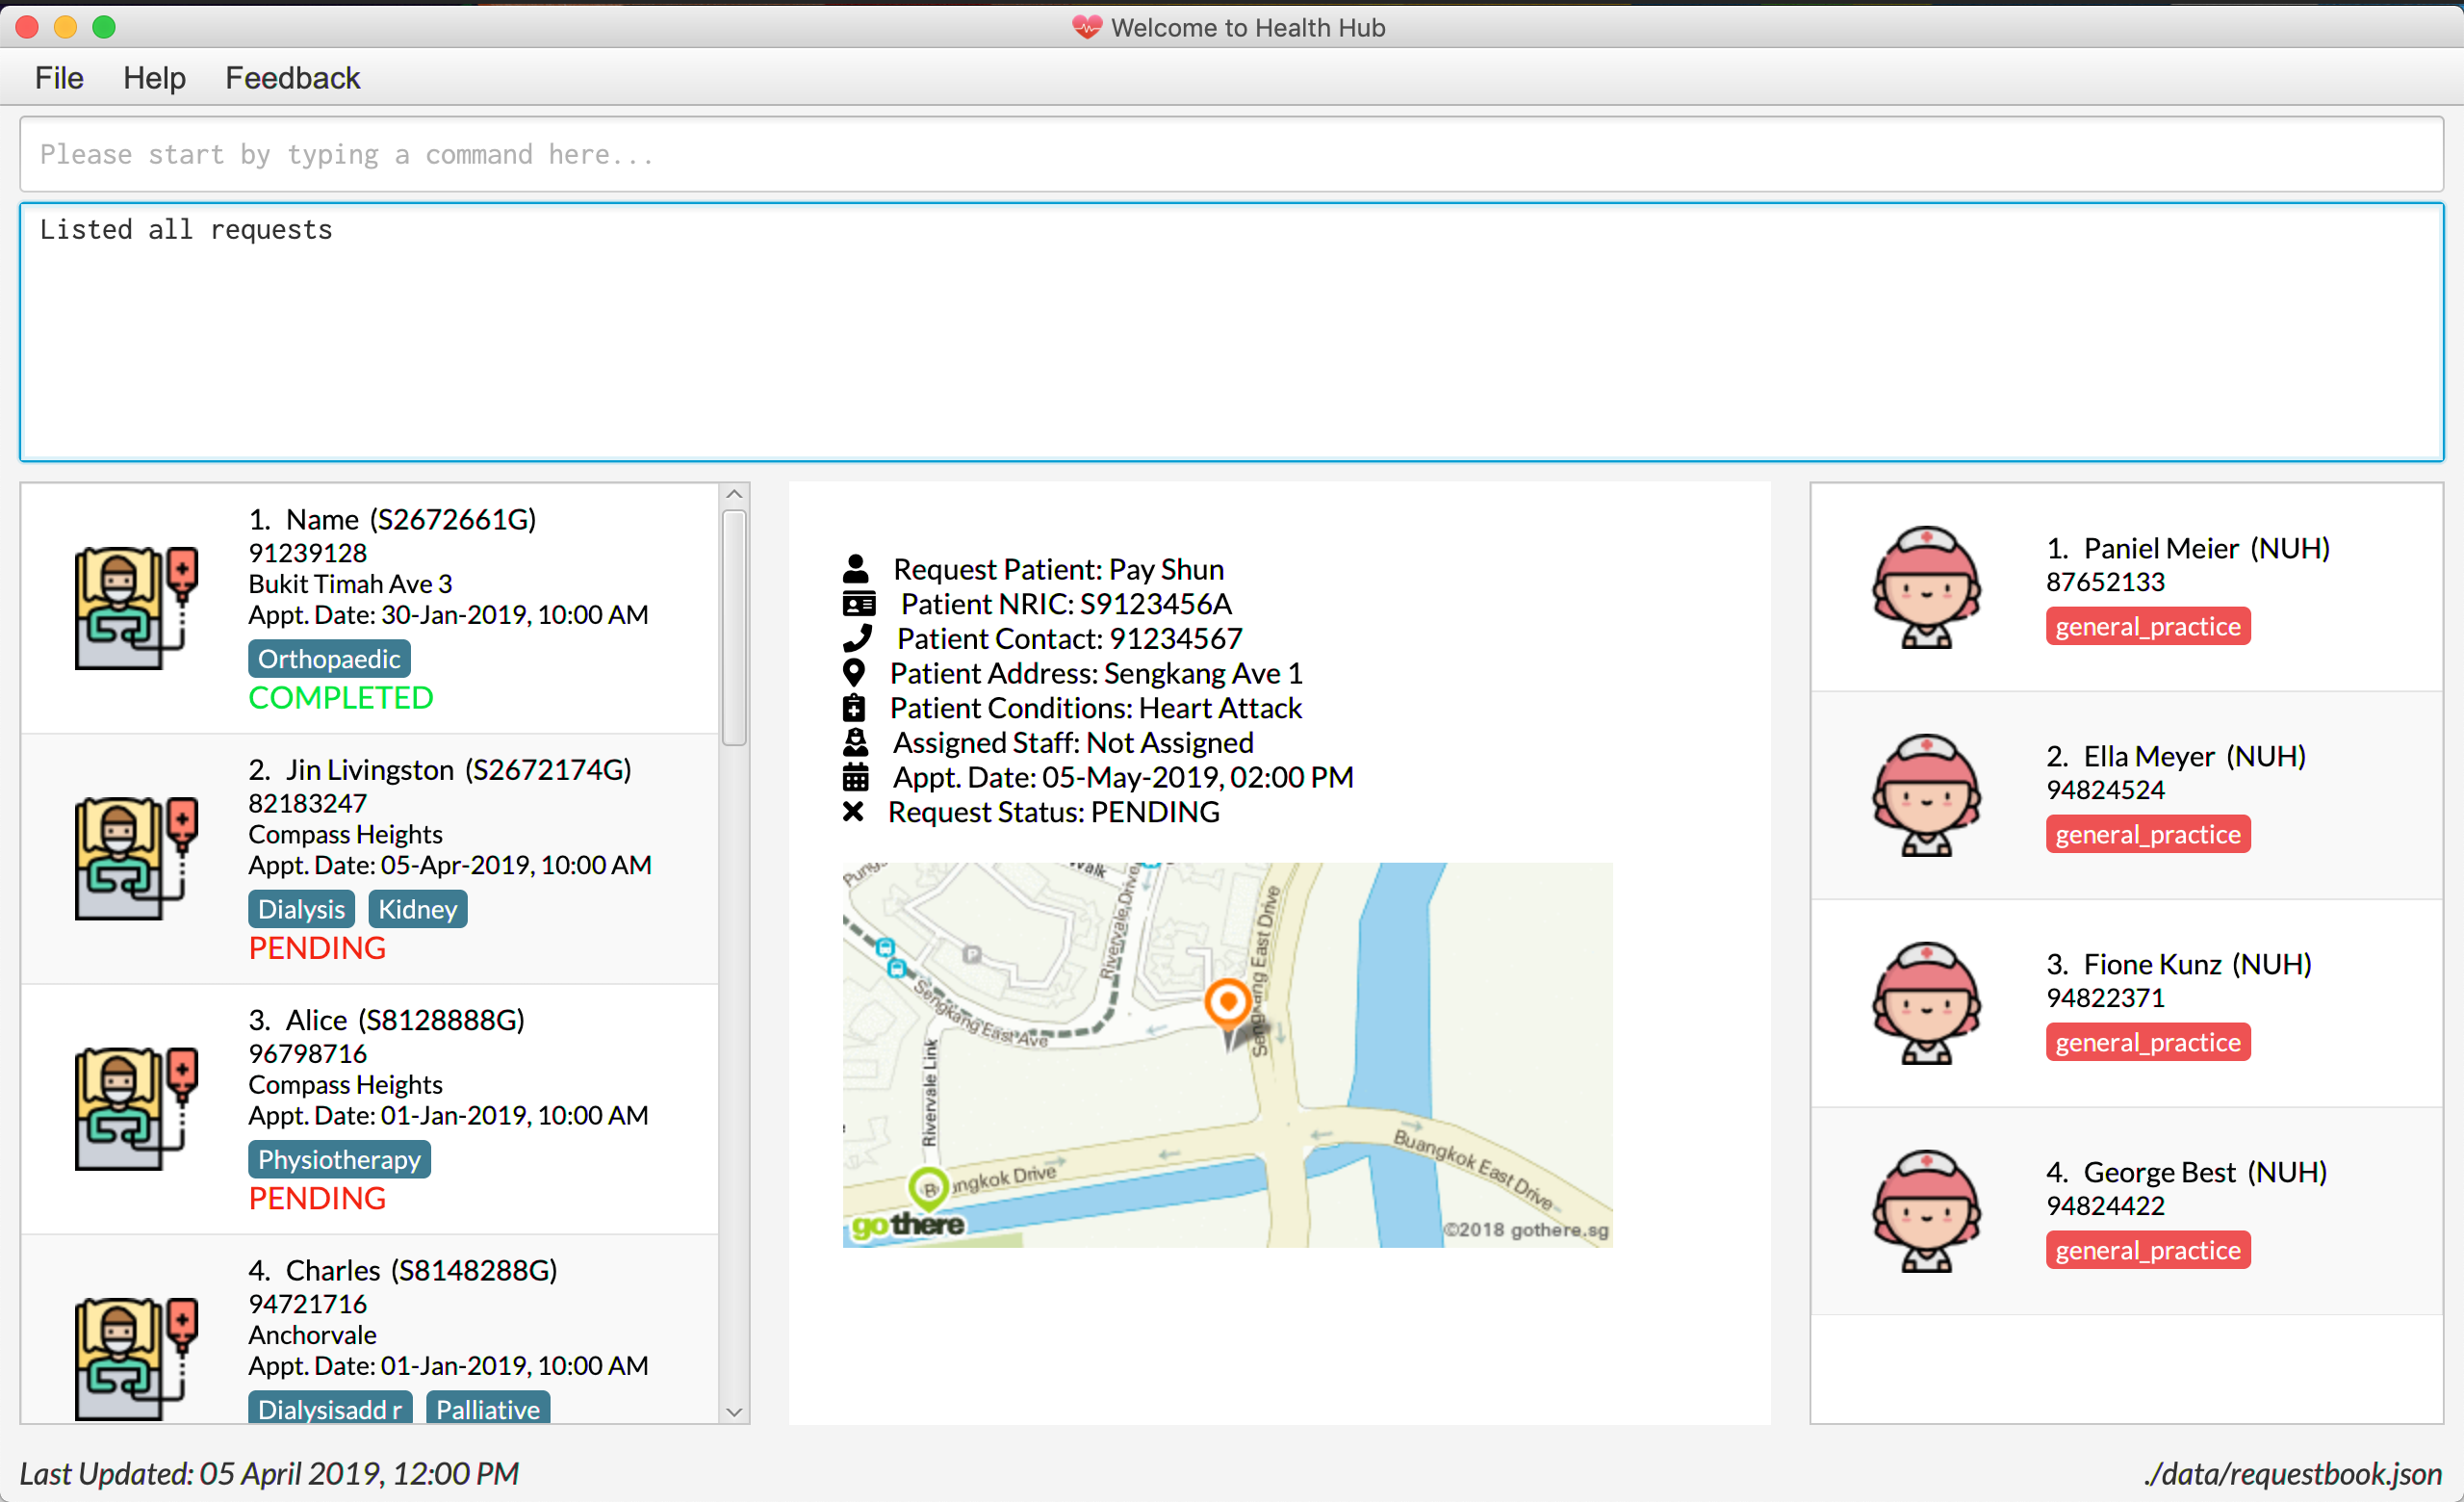 Welcome to Health Hub
File Help Feedback
Please start by typing a command here...
Listed all requests
1. Name (S2672661G)
91239128
Bukit Timah Ave 3
Appt. Date: 30-Jan-2019, 10:00 AM
Orthopaedic
COMPLETED
2. Jin Livingston (S2672174G)
82183247
Compass Heights
Appt. Date: 05-Apr-2019, 10:00 AM
Dialysis Kidney
PENDING
3. Alice (S8128888G)
96798716
Compass Heights
Appt. Date: 01-Jan-2019, 10:00 AM
Physiotherapy
PENDING
4. Charles (S8148288G)
94721716
Anchorvale
Appt. Date: 01-Jan-2019, 10:00 AM
Dialysisadd r Palliative
Request Patient: Pay Shun
Patient NRIC: S9123456A
Patient Contact: 91234567
Patient Address: Sengkang Ave 1
Patient Conditions: Heart Attack
Assigned Staff: Not Assigned
Appt. Date: 05-May-2019, 02:00 PM
Request Status: PENDING
Walk
Rivervale Drive
Sengkang East Drive
P
Sengkang East Ave
Rivervale Link
Buangkok East Drive
B
ngkok Drive
gothere
©2018 gothere.sg
1. Paniel Meier (NUH)
87652133
general_practice
2. Ella Meyer (NUH)
94824524
general_practice
3. Fione Kunz (NUH)
94822371
general_practice
4. George Best (NUH)
94824422
general_practice
Last Updated: 05 April 2019, 12:00 PM
./data/requestbook.json